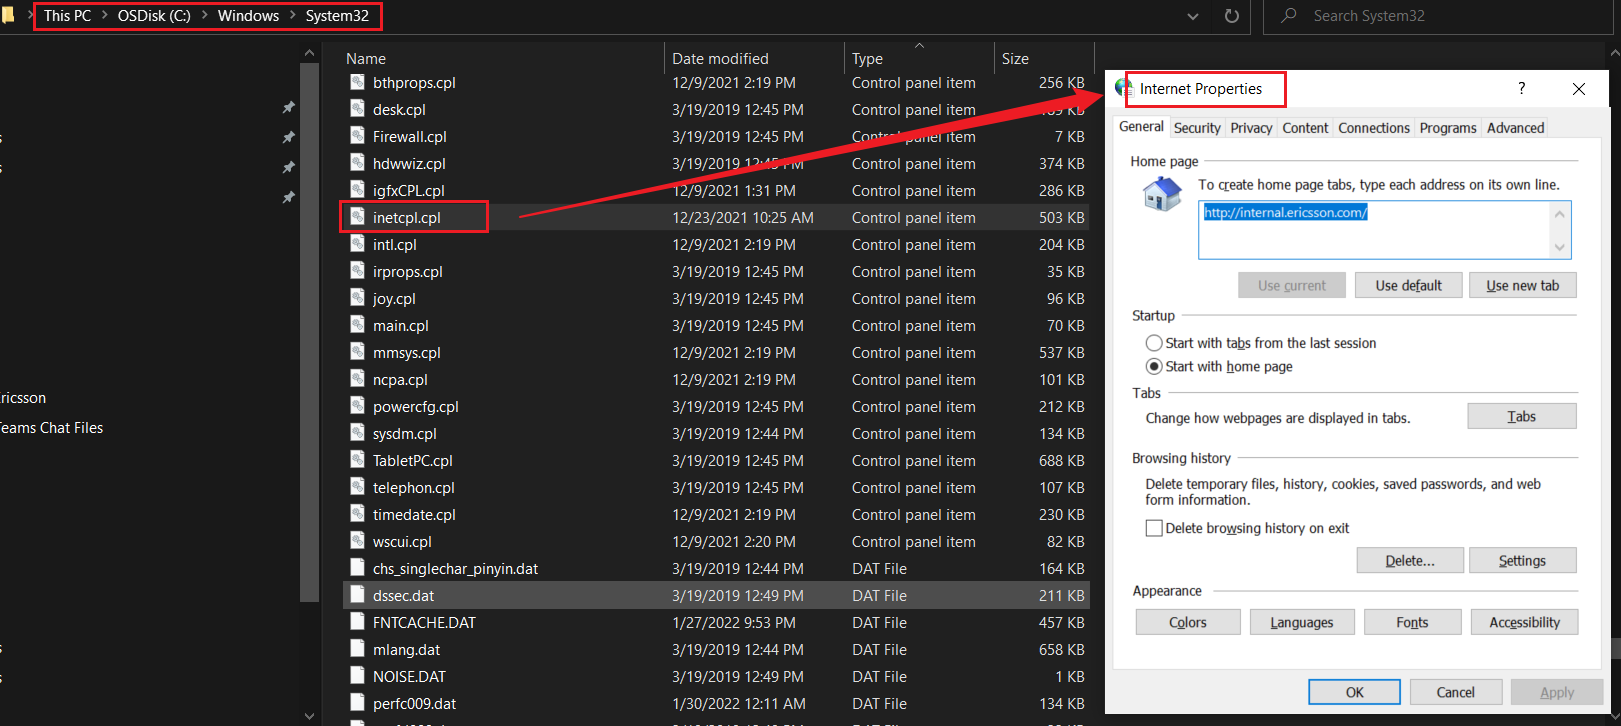 This PC > OSDisk (C:) > Windows > System32
Search System32
Name Date modified Type Size
bthprops.cpl 12/9/2021 2:19 PM Control panel item 256 KB
desk.cpl 3/19/2019 12:45 PM Control panel item KB
Firewall.cpl 3/19/2019 12:45 PM Control panel item 7 KB
hdwwiz.cpl 3/19/2019 12:45 PM Control panel item 374 KB
igfxCPL.cpl 12/9/2021 1:31 PM Control panel item 286 KB
inetcpl.cpl 12/23/2021 10:25 AM Control panel item 503 KB
intl.cpl 12/9/2021 2:19 PM Control panel item 204 KB
irprops.cpl 3/19/2019 12:45 PM Control panel item 35 KB
joy.cpl 3/19/2019 12:45 PM Control panel item 96 KB
main.cpl 3/19/2019 12:45 PM Control panel item 70 KB
mmsys.cpl 12/9/2021 2:19 PM Control panel item 537 KB
ncpa.cpl 12/9/2021 2:19 PM Control panel item 101 KB
powercfg.cpl 3/19/2019 12:45 PM Control panel item 212 KB
sysdm.cpl 3/19/2019 12:44 PM Control panel item 134 KB
TabletPC.cpl 3/19/2019 12:45 PM Control panel item 688 KB
telephon.cpl 3/19/2019 12:45 PM Control panel item 107 KB
timedate.cpl 12/9/2021 2:19 PM Control panel item 230 KB
wscui.cpl 12/9/2021 2:20 PM Control panel item 82 KB
chs_singlechar_pinyin.dat 3/19/2019 12:44 PM DAT File 164 KB
dssec.dat 3/19/2019 12:49 PM DAT File 211 KB
FNTCACHE.DAT 1/27/2022 9:53 PM DAT File 457 KB
mlang.dat 3/19/2019 12:44 PM DAT File 658 KB
NOISE.DAT 3/19/2019 12:49 PM DAT File 1 KB
perfc009.dat 1/30/2022 12:11 AM DAT File 134 KB
ricsson
eams Chat Files
Internet Properties ?
General Security Privacy Content Connections Programs Advanced
Home page
To create home page tabs, type each address on its own line.
http://internal.ericsson.com/
Use current Use default Use new tab
Startup
Start with tabs from the last session
Start with home page
Tabs
Change how webpages are displayed in tabs. Tabs
Browsing history
Delete temporary files, history, cookies, saved passwords, and web
form information.
Delete browsing history on exit
Delete... Settings
Appearance
Colors Languages Fonts Accessibility
OK Cancel Apply